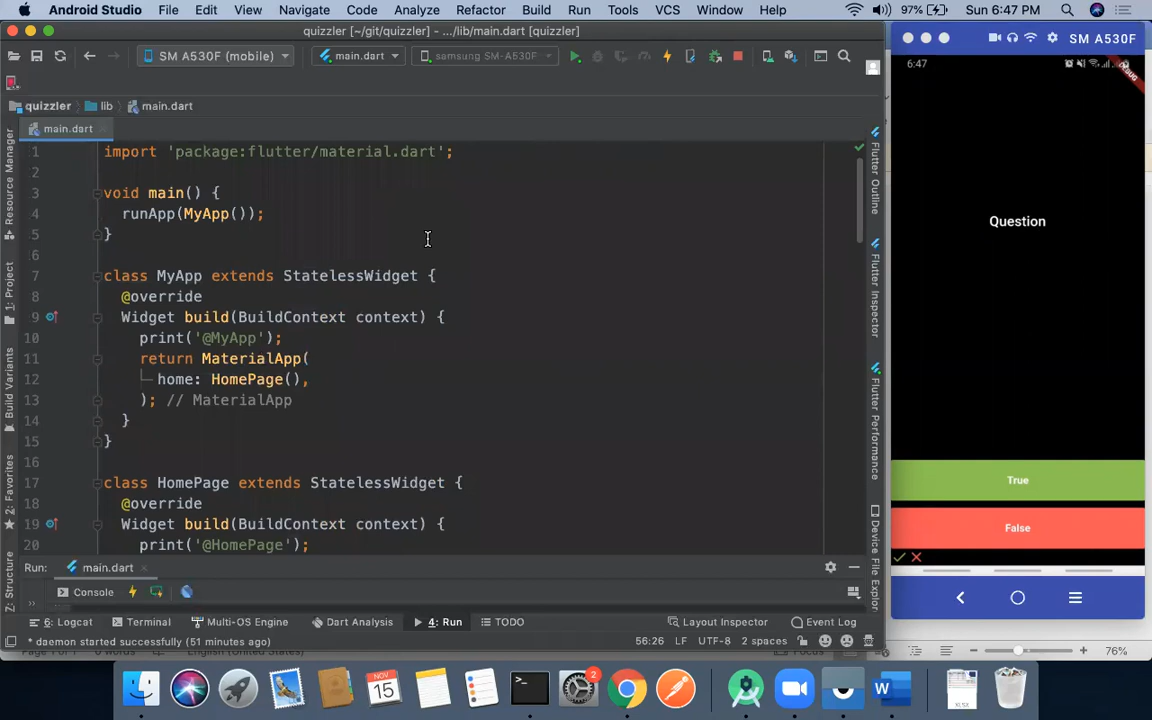 Android Studio File Edit View Navigate Code Analyze Refactor Build Run Tools VCS Window Help 97% Sun 6:47 PM
quizzler [~/git/quizzler] - .../lib/main.dart [quizzler]
SM A530F (mobile) main.dart samsung SM-A530F
SM A530F
quizzler lib main.dart
main.dart
6:47
DEBUG
1 import 'package:flutter/material.dart';
2
3 void main() {
4 runApp(MyApp());
5 }
6
7 class MyApp extends StatelessWidget {
8 @override
9 Widget build(BuildContext context) {
10 print('@MyApp');
11 return MaterialApp(
12 home: HomePage(),
13 ); // MaterialApp
14 }
15 }
16
17 class HomePage extends StatelessWidget {
18 @override
19 Widget build(BuildContext context) {
20 print('@HomePage');
Resource Manager
1: Project
Build Variants
2: Favorites
Z: Structure
Flutter Outline
Flutter Inspector
Flutter Performance
Device File Explorer
Question
True
False
Run: main.dart
Console
6: Logcat Terminal Multi-OS Engine Dart Analysis 4: Run TODO Layout Inspector Event Log
* daemon started successfully (51 minutes ago) 56:26 LF UTF-8 2 spaces
76%
NOV
15
2
W
XLSX